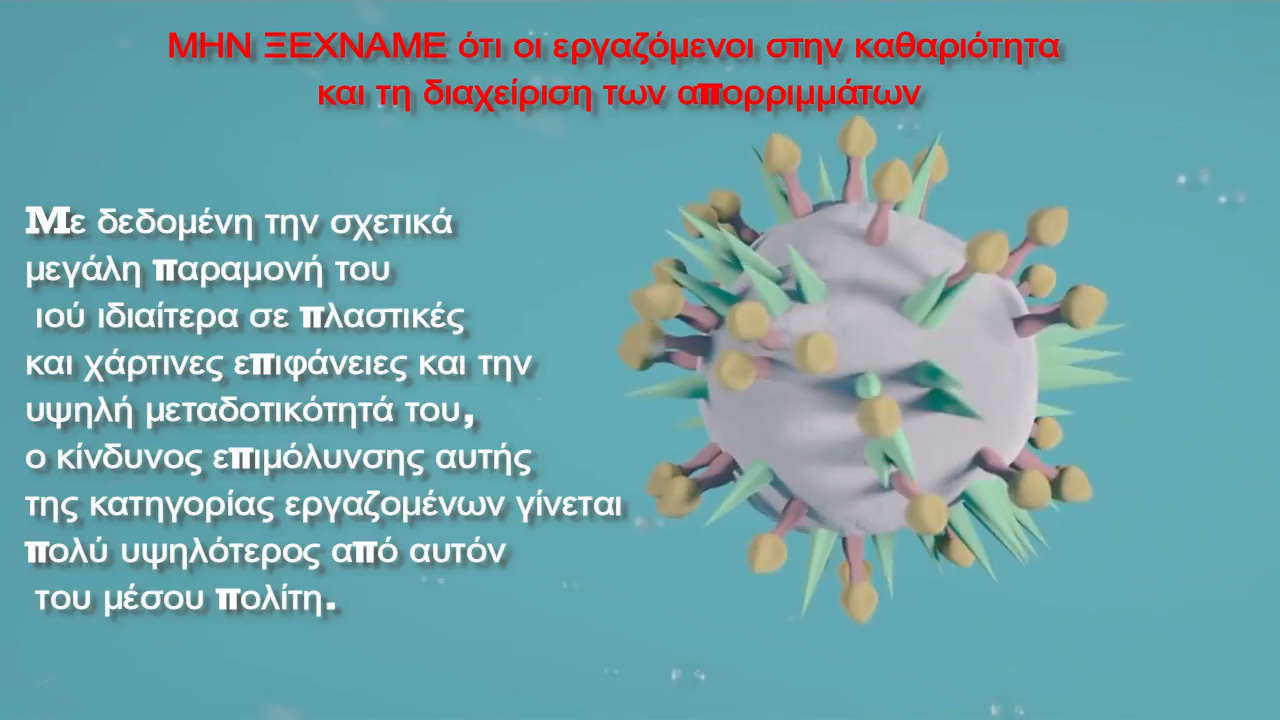 ΜΗΝ ΞΕΧΝΑΜΕ ότι οι εργαζόμενοι στην καθαριότητα
και τη διαχείριση των απορριμμάτων
Με δεδομένη την σχετικά
μεγάλη παραμονή του
ιού ιδιαίτερα σε πλαστικές
και χάρτινες επιφάνειες και την
υψηλή μεταδοτικότητά του,
ο κίνδυνος επιμόλυνσης αυτής
της κατηγορίας εργαζομένων γίνεται
πολύ υψηλότερος από αυτόν
του μέσου πολίτη.